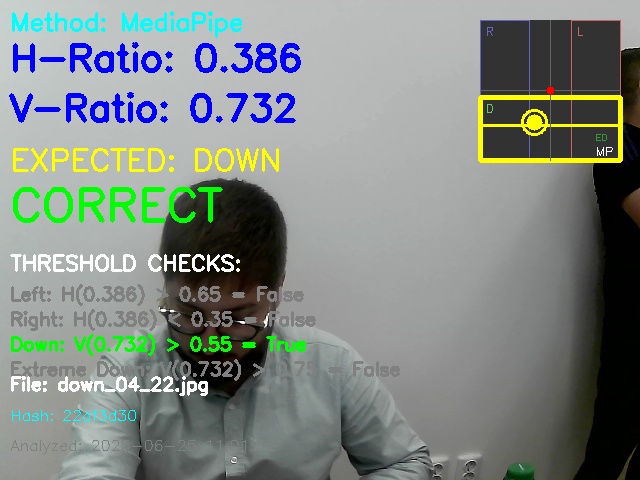 Method: MediaPipe
H-Ratio: 0.386
V-Ratio: 0.732
EXPECTED: DOWN
CORRECT
THRESHOLD CHECKS:
Left: H(0.386) > 0.65 = False
Right: H(0.386) < 0.35 = False
Down: V(0.732) > 0.55 = True
Extreme Down: V(0.732) > 0.75 = False
File: down_04_22.jpg
Hash:
Analyzed:
R
L
D
ED
MP